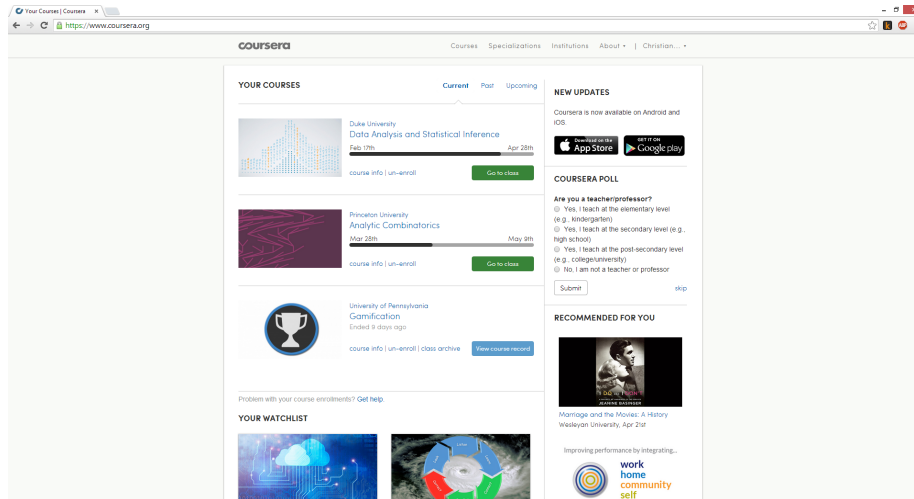 Your Courses | Coursera
https://www.coursera.org
coursera
Courses Specializations Institutions About | Christian...
YOUR COURSES
Current Past Upcoming
Duke University
Data Analysis and Statistical Inference
Feb 17th Apr 28th
course info | un-enroll
Go to class
Princeton University
Analytic Combinatorics
Mar 28th May 9th
course info | un-enroll
Go to class
University of Pennsylvania
Gamification
Ended 9 days ago
course info | un-enroll | class archive
View course record
Problem with your course enrollments? Get help.
YOUR WATCHLIST
NEW UPDATES
Coursera is now available on Android and
iOS.
Download on the
App Store
GET IT ON
Google play
COURSERA POLL
Are you a teacher/professor?
Yes, I teach at the elementary level
(e.g., kindergarten)
Yes, I teach at the secondary level (e.g.,
high school)
Yes, I teach at the post-secondary level
(e.g., college/university)
No, I am not a teacher or professor
Submit
skip
RECOMMENDED FOR YOU
I DO AND I DON'T
JEANINE BASINGER
Marriage and the Movies: A History
Wesleyan University, Apr 21st
Improving performance by integrating...
work
home
community
self